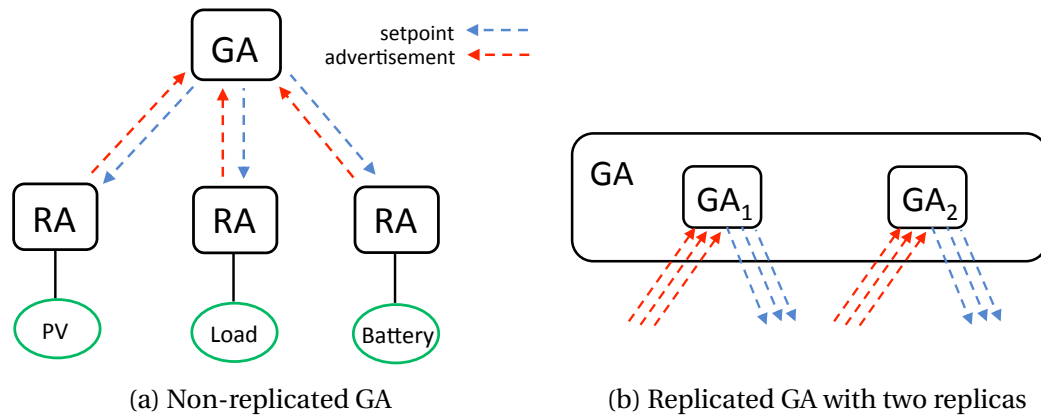 GA
setpoint
advertisement
RA
RA
RA
PV
Load
Battery
(a) Non-replicated GA
GA
GA1
GA2
(b) Replicated GA with two replicas